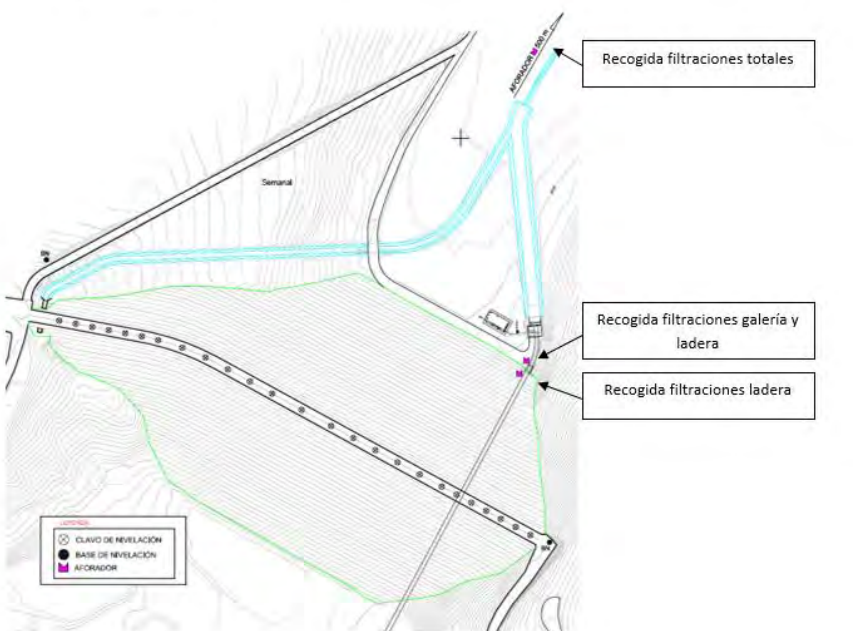 AFORADOR 500 m
Recogida filtraciones totales
Semanal
Recogida filtraciones galería y
ladera
Recogida filtraciones ladera
CLAVO DE NIVELACIÓN
BASE DE NIVELACIÓN
AFORADOR